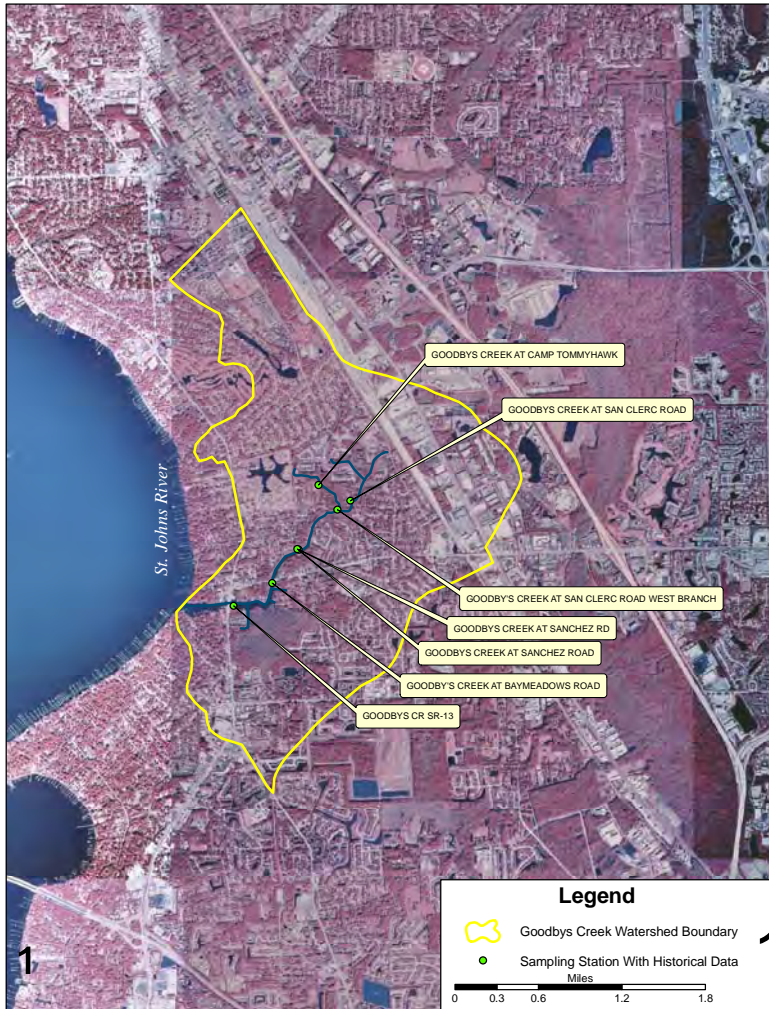 GOODBYS CREEK AT CAMP TOMMYHAWK
GOODBYS CREEK AT SAN CLERC ROAD
St. Johns River
GOODBY'S CREEK AT SAN CLERC ROAD WEST BRANCH
GOODBYS CREEK AT SANCHEZ RD
GOODBYS CREEK AT SANCHEZ ROAD
GOODBY'S CREEK AT BAYMEADOWS ROAD
GOODBYS CR SR-13
Legend
Goodbys Creek Watershed Boundary
Sampling Station With Historical Data
Miles
0 0.3 0.6 1.2 1.8
1